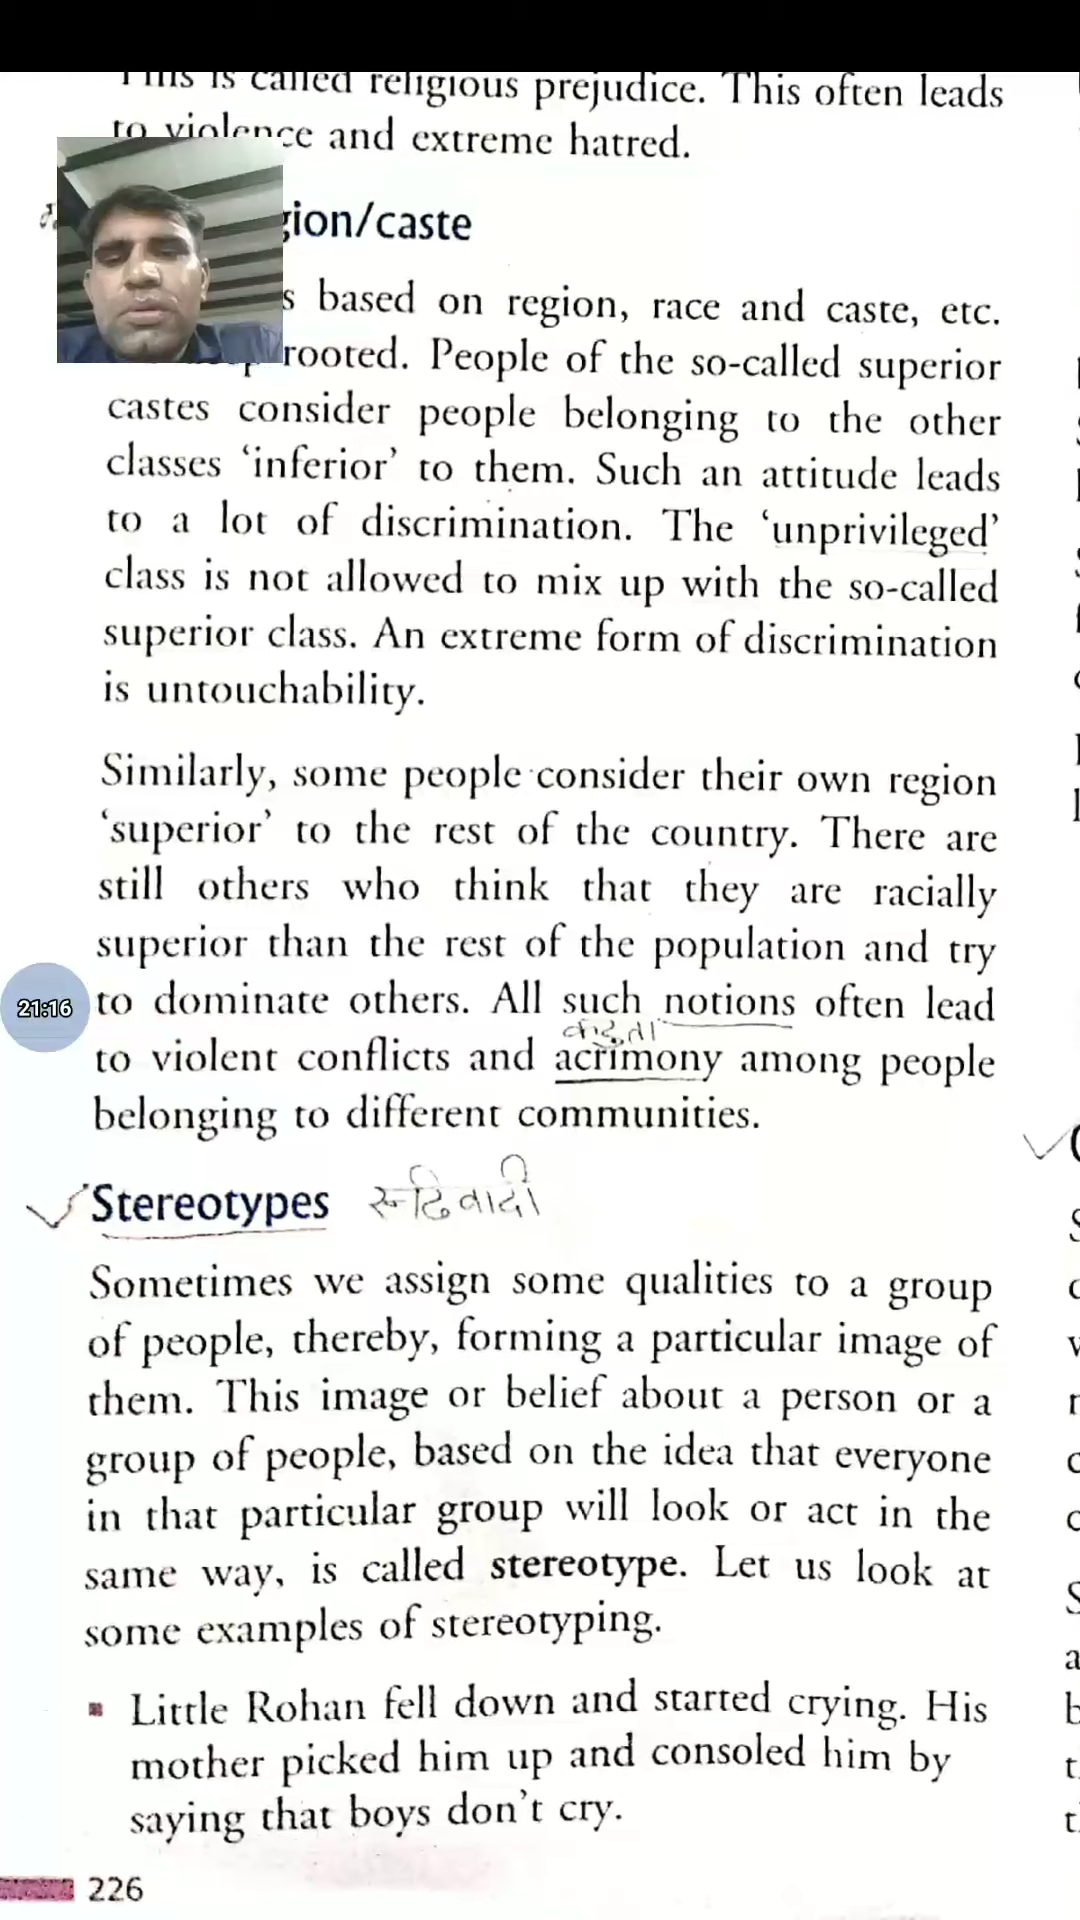 This is called religious prejudice. This often leads
to violence and extreme hatred.
gion/caste
s based on region, race and caste, etc.
rooted. People of the so-called superior
castes consider people belonging to the other
classes ‘inferior’ to them. Such an attitude leads
to a lot of discrimination. The ‘unprivileged’
class is not allowed to mix up with the so-called
superior class. An extreme form of discrimination
is untouchability.
Similarly, some people consider their own region
‘superior’ to the rest of the country. There are
still others who think that they are racially
superior than the rest of the population and try
21:16
to dominate others. All such notions often lead
कटुता
to violent conflicts and acrimony among people
belonging to different communities.
Stereotypes रूढ़िवादी
Sometimes we assign some qualities to a group
of people, thereby, forming a particular image of
them. This image or belief about a person or a
group of people, based on the idea that everyone
in that particular group will look or act in the
same way, is called stereotype. Let us look at
some examples of stereotyping.
Little Rohan fell down and started crying. His
mother picked him up and consoled him by
saying that boys don’t cry.
226